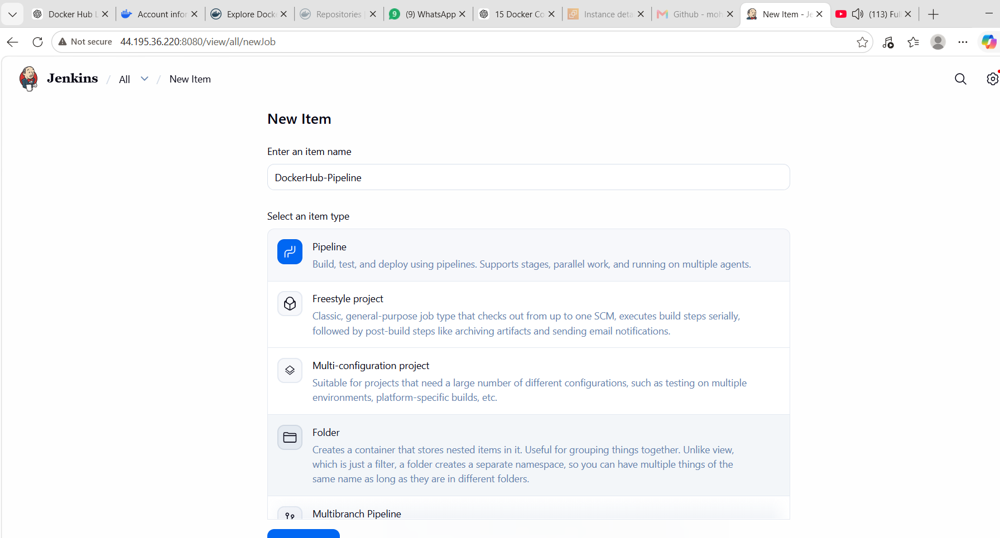 Docker Hub L
Account infor
Explore Docke
Repositories |
(9) WhatsApp
15 Docker Co
Instance deta
Github - moh
New Item - Je
(113) Ful
9
Not secure
44.195.36.220:8080/view/all/newJob
Jenkins / All / New Item
New Item
Enter an item name
DockerHub-Pipeline
Select an item type
Pipeline
Build, test, and deploy using pipelines. Supports stages, parallel work, and running on multiple agents.
Freestyle project
Classic, general-purpose job type that checks out from up to one SCM, executes build steps serially,
followed by post-build steps like archiving artifacts and sending email notifications.
Multi-configuration project
Suitable for projects that need a large number of different configurations, such as testing on multiple
environments, platform-specific builds, etc.
Folder
Creates a container that stores nested items in it. Useful for grouping things together. Unlike view,
which is just a filter, a folder creates a separate namespace, so you can have multiple things of the
same name as long as they are in different folders.
Multibranch Pipeline